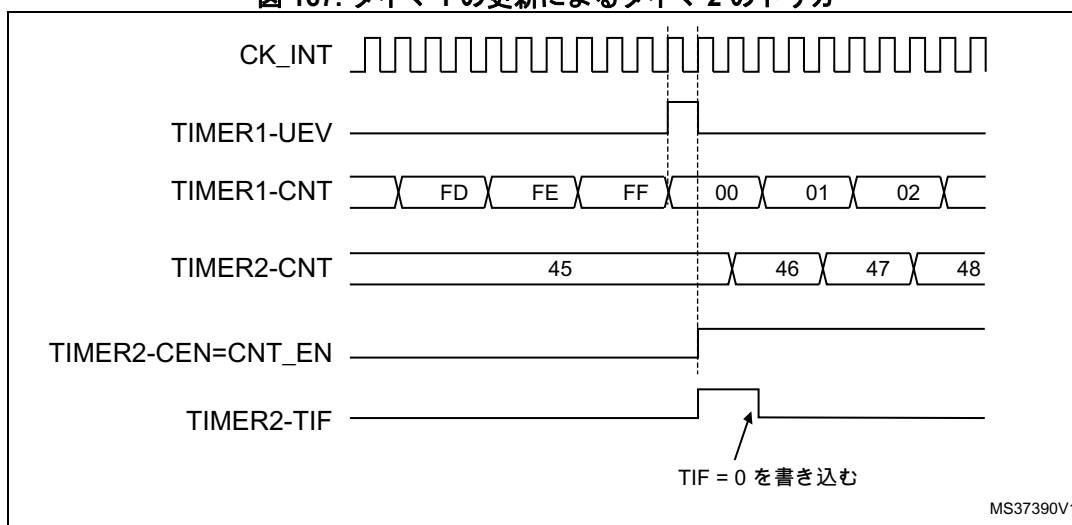 CK_INT
TIMER1-UEV
TIMER1-CNT FD FE FF 00 01 02
TIMER2-CNT 45 46 47 48
TIMER2-CEN=CNT_EN
TIMER2-TIF
TIF = 0 を書き込む
MS37390V1